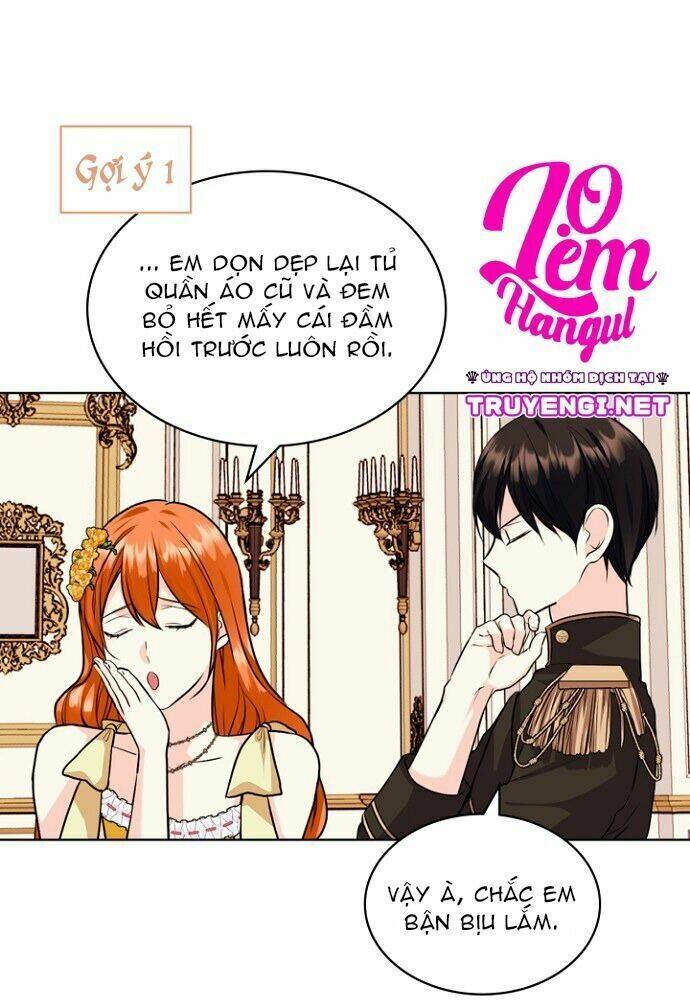 Gợi ý 1
... EM DỌN DẸP LẠI TỦ
QUẦN ÁO CŨ VÀ ĐEM
BỎ HẾT MẤY CÁI ĐẦM
HỒI TRƯỚC LUÔN RỒI.
LỌ
Lem
Hangul
ỦNG HỘ NHÓM DỊCH TẠI
TRUYENGI.NET
VẬY À, CHẮC EM
BẬN BỊU LẮM.